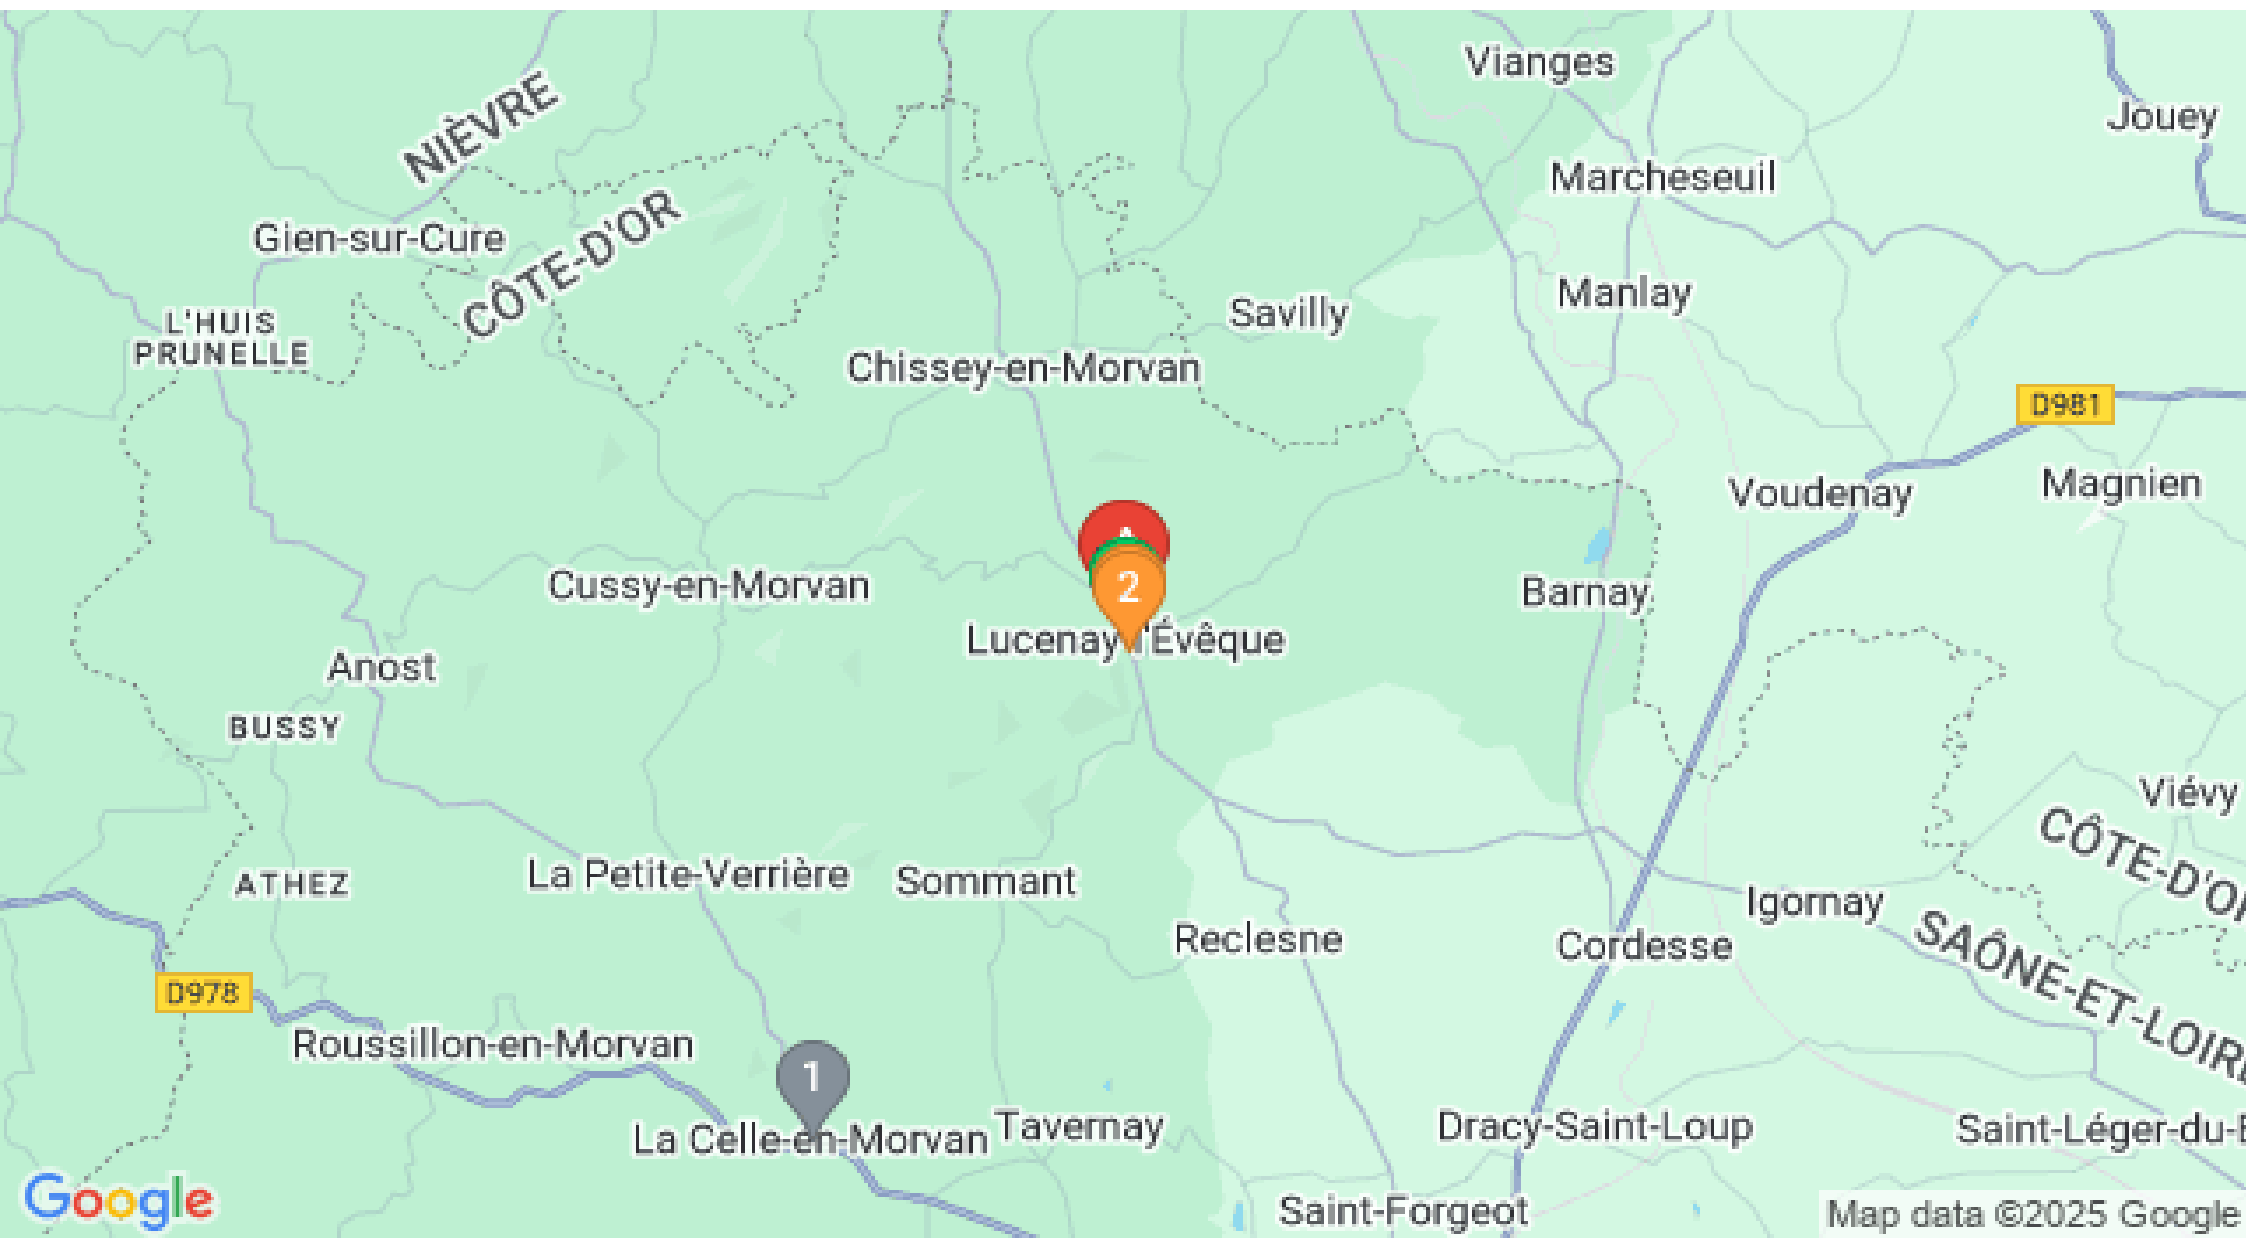 Vianges
Jouey
NIÈVRE
Marcheseuil
Gien-sur-Cure
CÔTE-D'OR
Manlay
Savilly
L'HUIS
PRUNELLE
Chissey-en-Morvan
D981
Magnien
Voudenay
2
Cussy-en-Morvan
Barnay
Lucenay-l'Évêque
Anost
BUSSY
Viévy
CÔTE-D'O
La Petite-Verrière
Sommant
ATHEZ
Igornay
Reclesne
Cordesse
SAÔNE-ET-LOIRE
D978
Roussillon-en-Morvan
1
La Celle-en-Morvan
Tavernay
Dracy-Saint-Loup
Saint-Léger-du-B
Google
Saint-Forgeot
Map data ©2025 Google